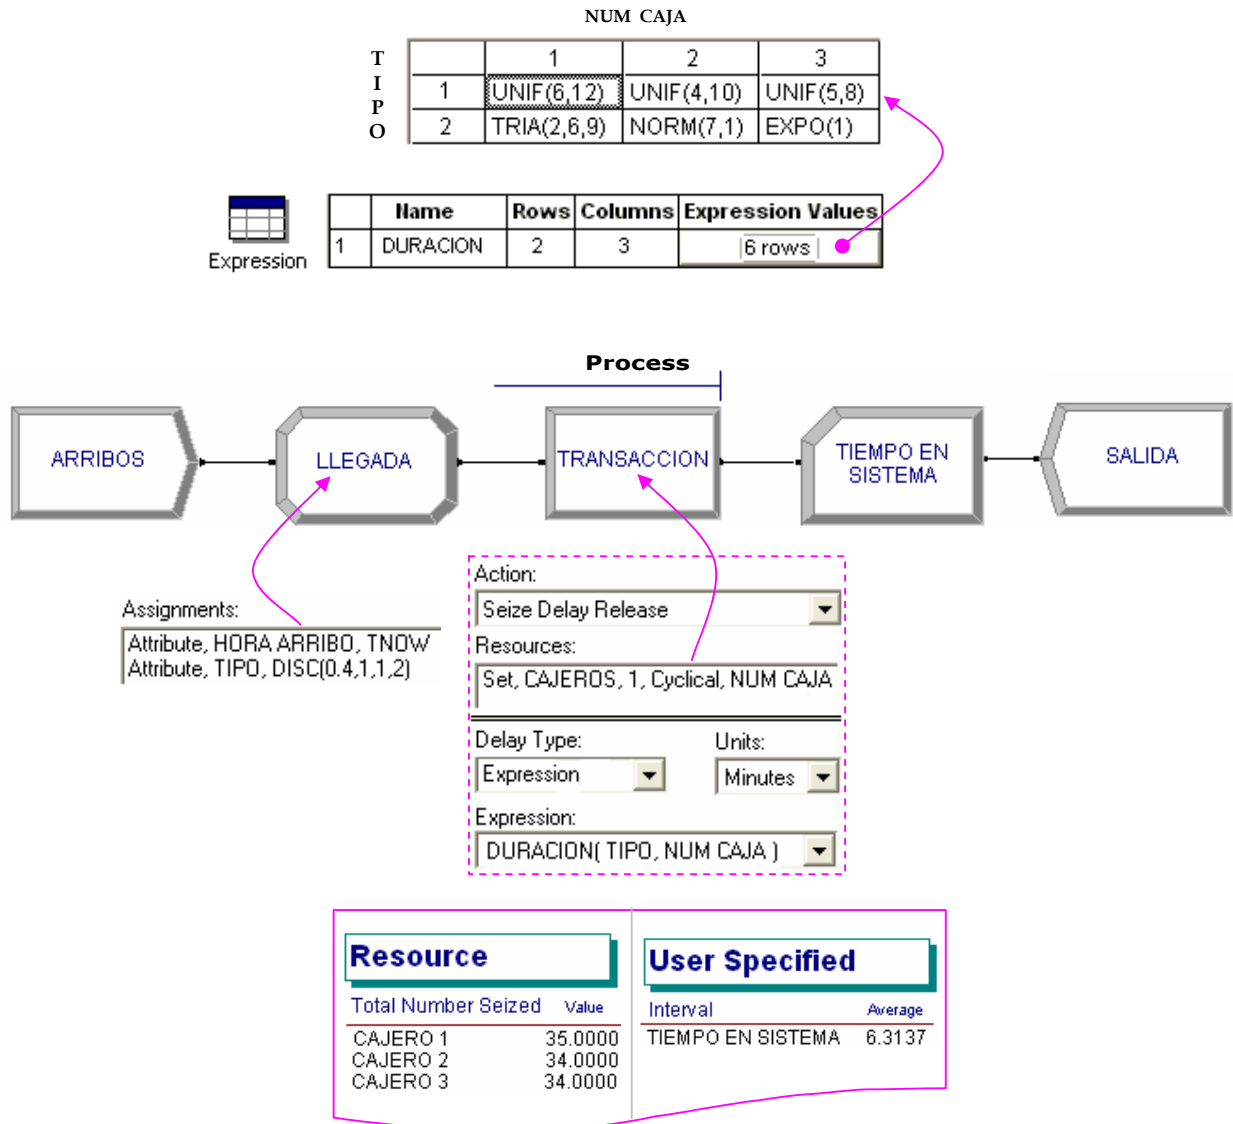 NUM CAJA
T
I
P
O
1 2 3
1 UNIF(6,12) UNIF(4,10) UNIF(5,8)
2 TRIA(2,6,9) NORM(7,1) EXPO(1)
Name Rows Columns Expression Values
1 DURACION 2 3 6 rows
Expression
Process
ARRIBOS
LLEGADA
TRANSACCION
TIEMPO EN
SISTEMA
SALIDA
Assignments:
Attribute, HORA ARRIBO, TNOW
Attribute, TIPO, DISC(0.4,1,1,2)
Action:
Seize Delay Release
Resources:
Set, CAJEROS, 1, Cyclical, NUM CAJA
Delay Type: Units:
Expression Minutes
Expression:
DURACION( TIPO, NUM CAJA )
Resource
Total Number Seized Value
CAJERO 1 35.0000
CAJERO 2 34.0000
CAJERO 3 34.0000
User Specified
Interval Average
TIEMPO EN SISTEMA 6.3137